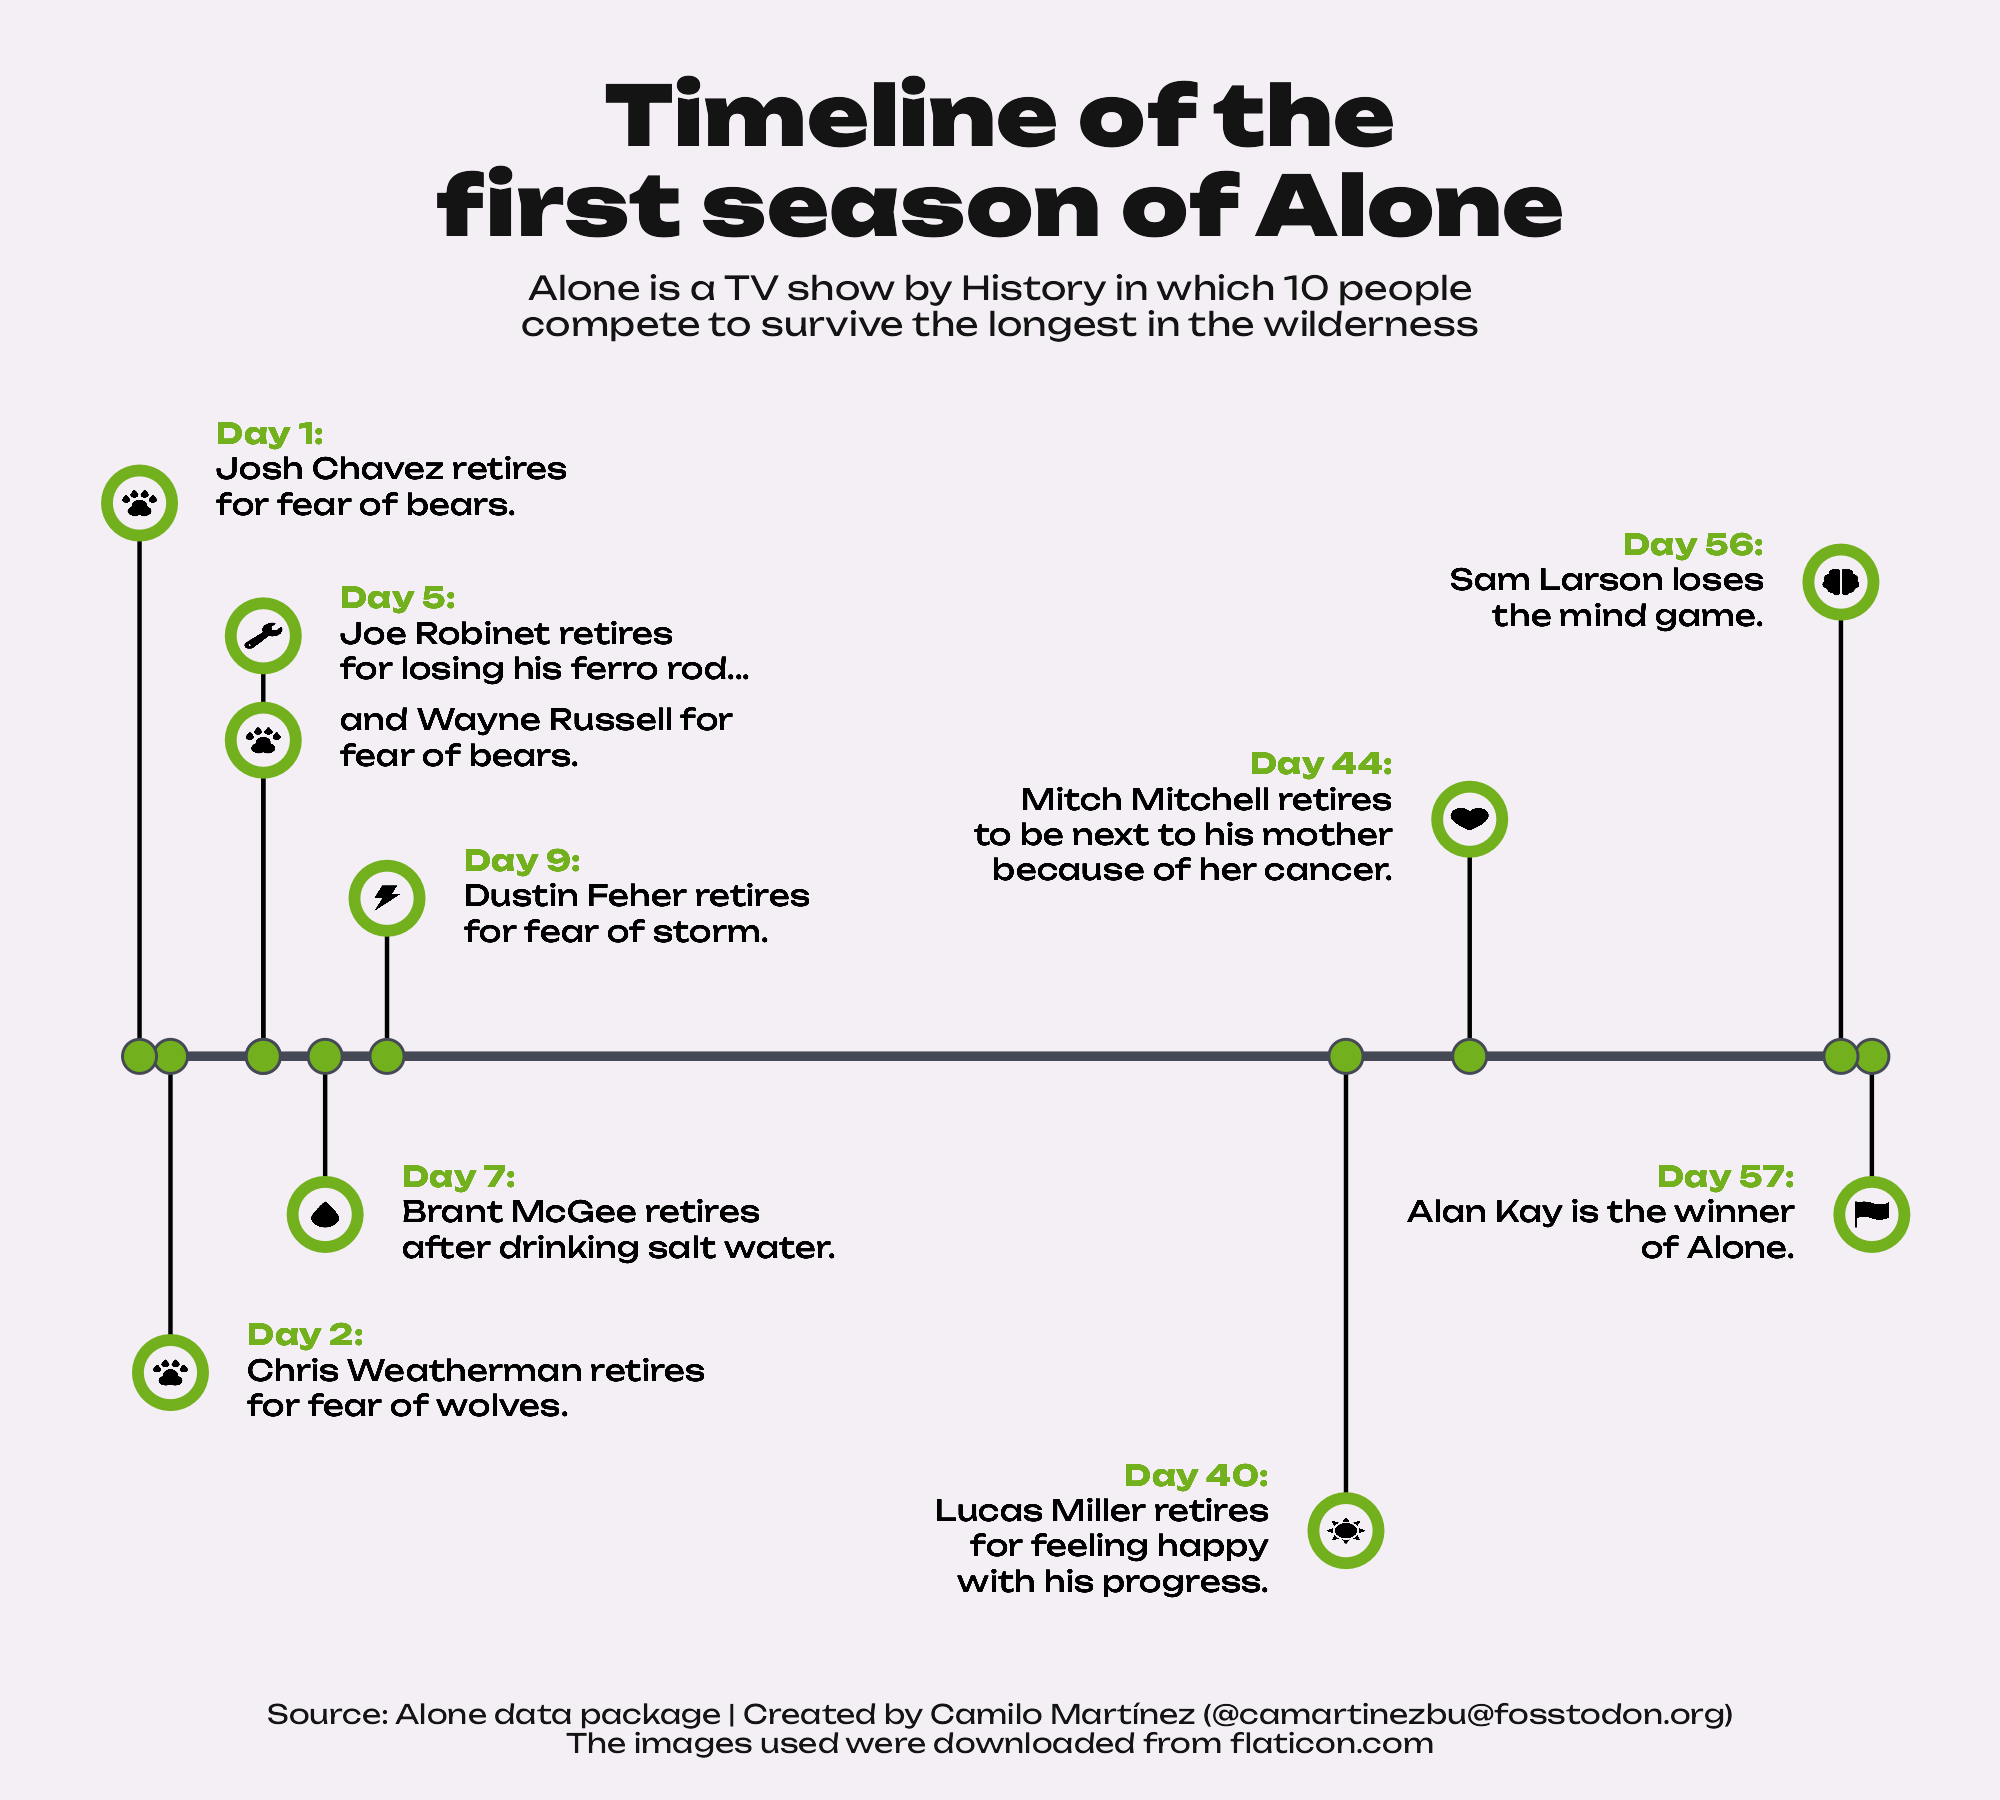 Timeline of the
first season of Alone
Alone is a TV show by History in which 10 people
compete to survive the longest in the wilderness
Day 1:
Josh Chavez retires
for fear of bears.
Day 5:
Joe Robinet retires
for losing his ferro rod...
and Wayne Russell for
fear of bears.
Day 9:
Dustin Feher retires
for fear of storm.
Day 44:
Mitch Mitchell retires
to be next to his mother
because of her cancer.
Day 56:
Sam Larson loses
the mind game.
Day 7:
Brant McGee retires
after drinking salt water.
Day 2:
Chris Weatherman retires
for fear of wolves.
Day 40:
Lucas Miller retires
for feeling happy
with his progress.
Day 57:
Alan Kay is the winner
of Alone.
Source: Alone data package | Created by Camilo Martínez (@camartinezbu@fosstodon.org)
The images used were downloaded from flaticon.com